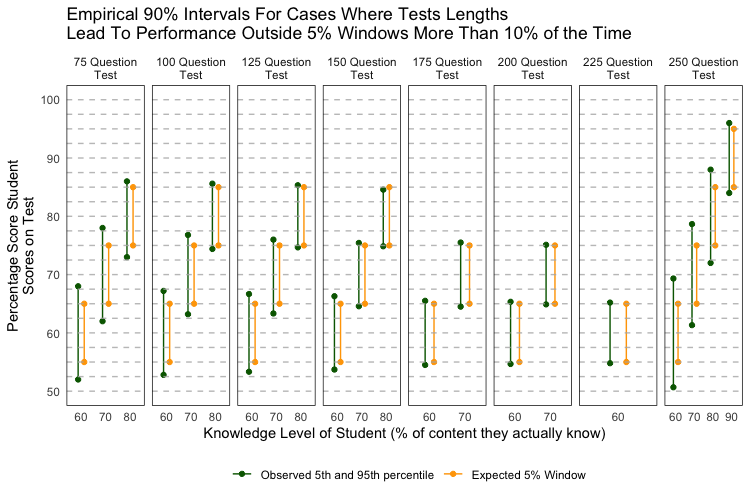 Empirical 90% Intervals For Cases Where Tests Lengths
Lead To Performance Outside 5% Windows More Than 10% of the Time
75 Question
Test
100 Question
Test
125 Question
Test
150 Question
Test
175 Question
Test
200 Question
Test
225 Question
Test
250 Question
Test
Percentage Score Student
Scores on Test
100
90
80
70
60
50
60 70 80
60 70 80
60 70 80
60 70 80
60 70
60 70
60
60 70 80 90
Knowledge Level of Student (% of content they actually know)
Observed 5th and 95th percentile
Expected 5% Window